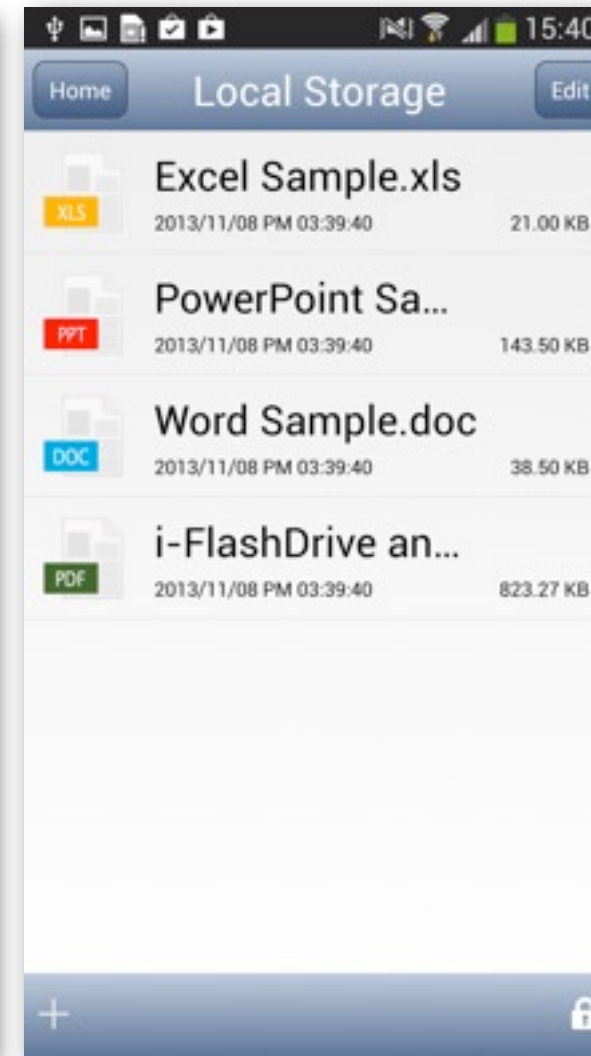 15:40
Home Local Storage Edit
Excel Sample.xls
XLS
2013/11/08 PM 03:39:40 21.00 KB
PowerPoint Sa...
PPT
2013/11/08 PM 03:39:40 143.50 KB
Word Sample.doc
DOC
2013/11/08 PM 03:39:40 38.50 KB
i-FlashDrive an...
PDF
2013/11/08 PM 03:39:40 823.27 KB